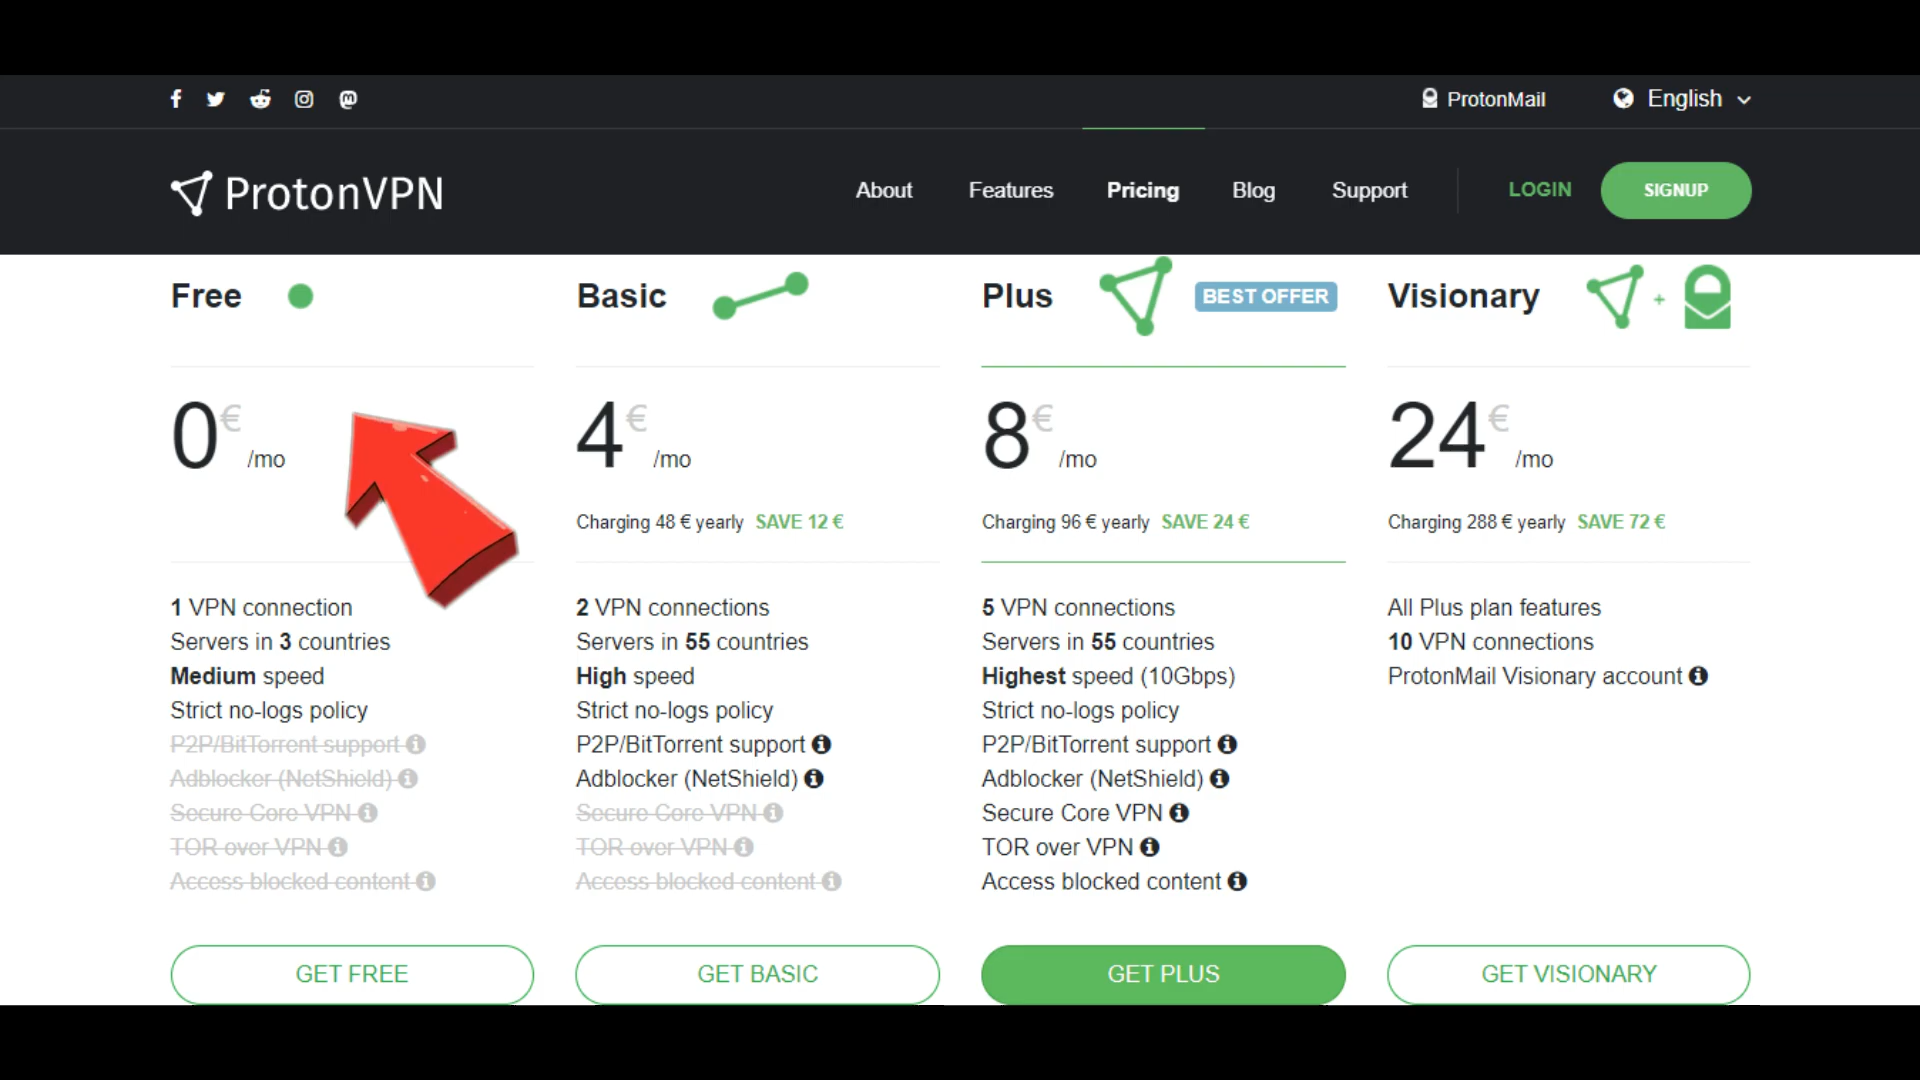 ProtonMail English
ProtonVPN
About Features Pricing Blog Support LOGIN SIGNUP
Free
0€ /mo
1 VPN connection
Servers in 3 countries
Medium speed
Strict no-logs policy
P2P/BitTorrent support
Adblocker (NetShield)
Secure Core VPN
TOR over VPN
Access blocked content
GET FREE
Basic
4€ /mo
Charging 48 € yearly SAVE 12 €
2 VPN connections
Servers in 55 countries
High speed
Strict no-logs policy
P2P/BitTorrent support
Adblocker (NetShield)
Secure Core VPN
TOR over VPN
Access blocked content
GET BASIC
Plus BEST OFFER
8€ /mo
Charging 96 € yearly SAVE 24 €
5 VPN connections
Servers in 55 countries
Highest speed (10Gbps)
Strict no-logs policy
P2P/BitTorrent support
Adblocker (NetShield)
Secure Core VPN
TOR over VPN
Access blocked content
GET PLUS
Visionary +
24€ /mo
Charging 288 € yearly SAVE 72 €
All Plus plan features
10 VPN connections
ProtonMail Visionary account
GET VISIONARY